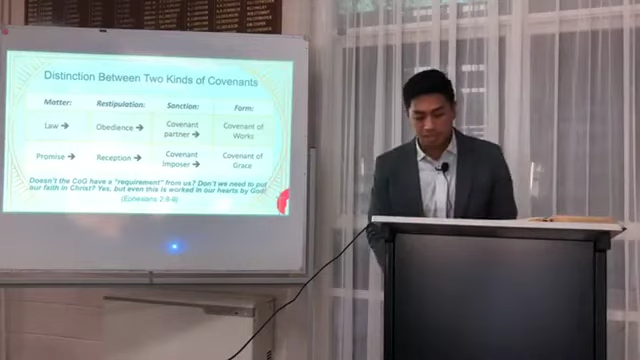 Distinction Between Two Kinds of Covenants
Matter: Restipulation: Sanction: Form:
Law ➔ Obedience ➔ Covenant partner ➔ Covenant of Works
Promise ➔ Reception ➔ Covenant Imposer ➔ Covenant of Grace
Doesn't the CoG have a "requirement" from us? Don't we need to put
our faith in Christ? Yes, but even this is worked in our hearts by God!
(Ephesians 2:8-9)